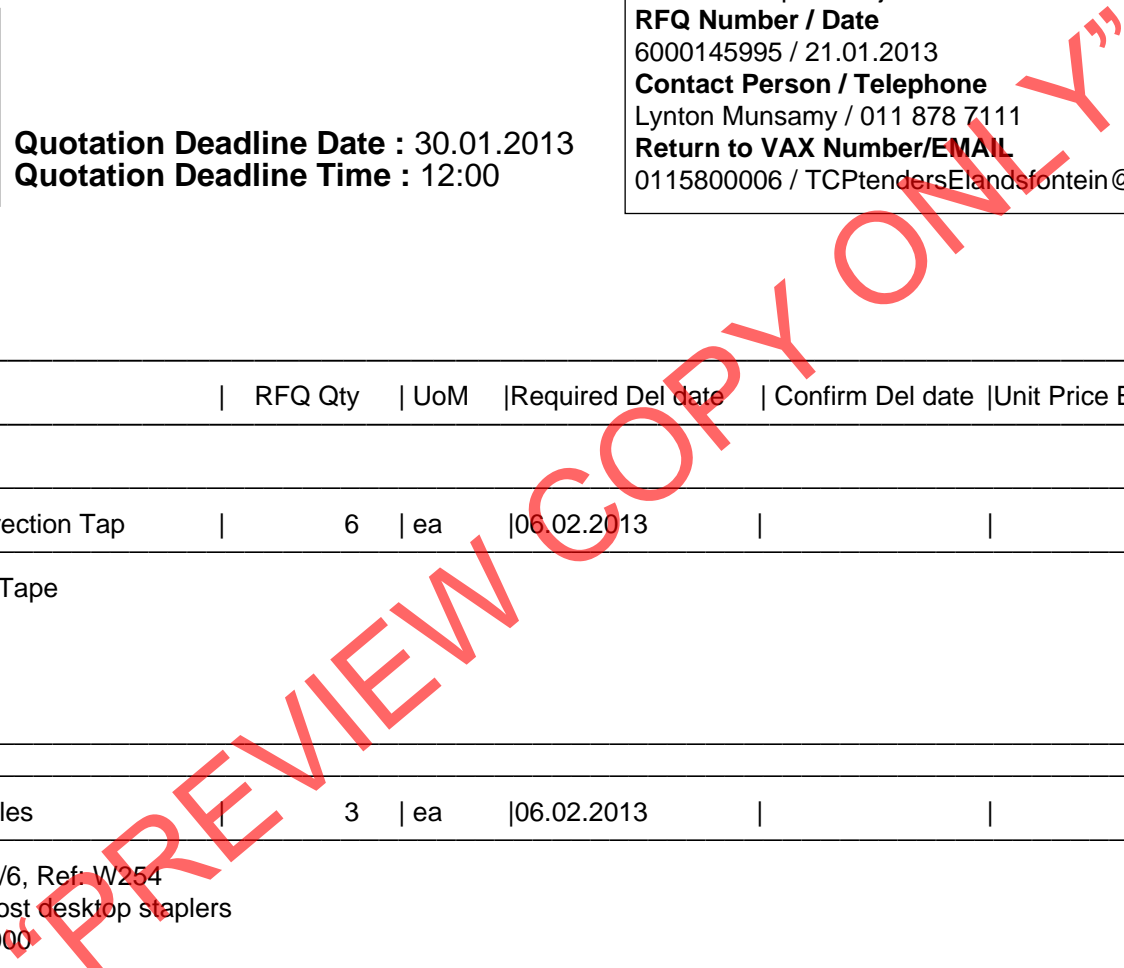 RFQ Number / Date
6000145995 / 21.01.2013
Contact Person / Telephone
Lynton Munsamy / 011 878 7111
Return to VAX Number/EMAIL
0115800006 / TCPtendersElandsfontein@
Quotation Deadline Date : 30.01.2013
Quotation Deadline Time : 12:00
| RFQ Qty | UoM |Required Del date | Confirm Del date |Unit Price
ection Tap | 6 | ea |06.02.2013 | |
Tape
les | 3 | ea |06.02.2013 | |
/6, Ref: W254
ost desktop staplers
000
“PREVIEW COPY ONLY”